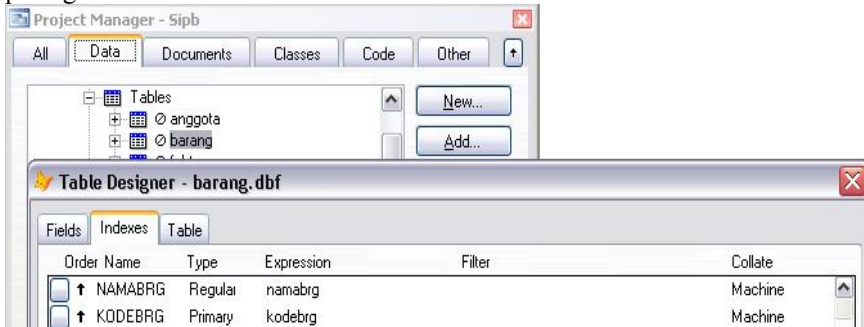 Project Manager - Sipb
All Data Documents Classes Code Other
Tables
anggota
New...
barang
Add...
Table Designer - barang.dbf
Fields Indexes Table
Order Name Type Expression Filter Collate
NAMABRG Regular namabrg Machine
KODEBRG Primary kodebrg Machine